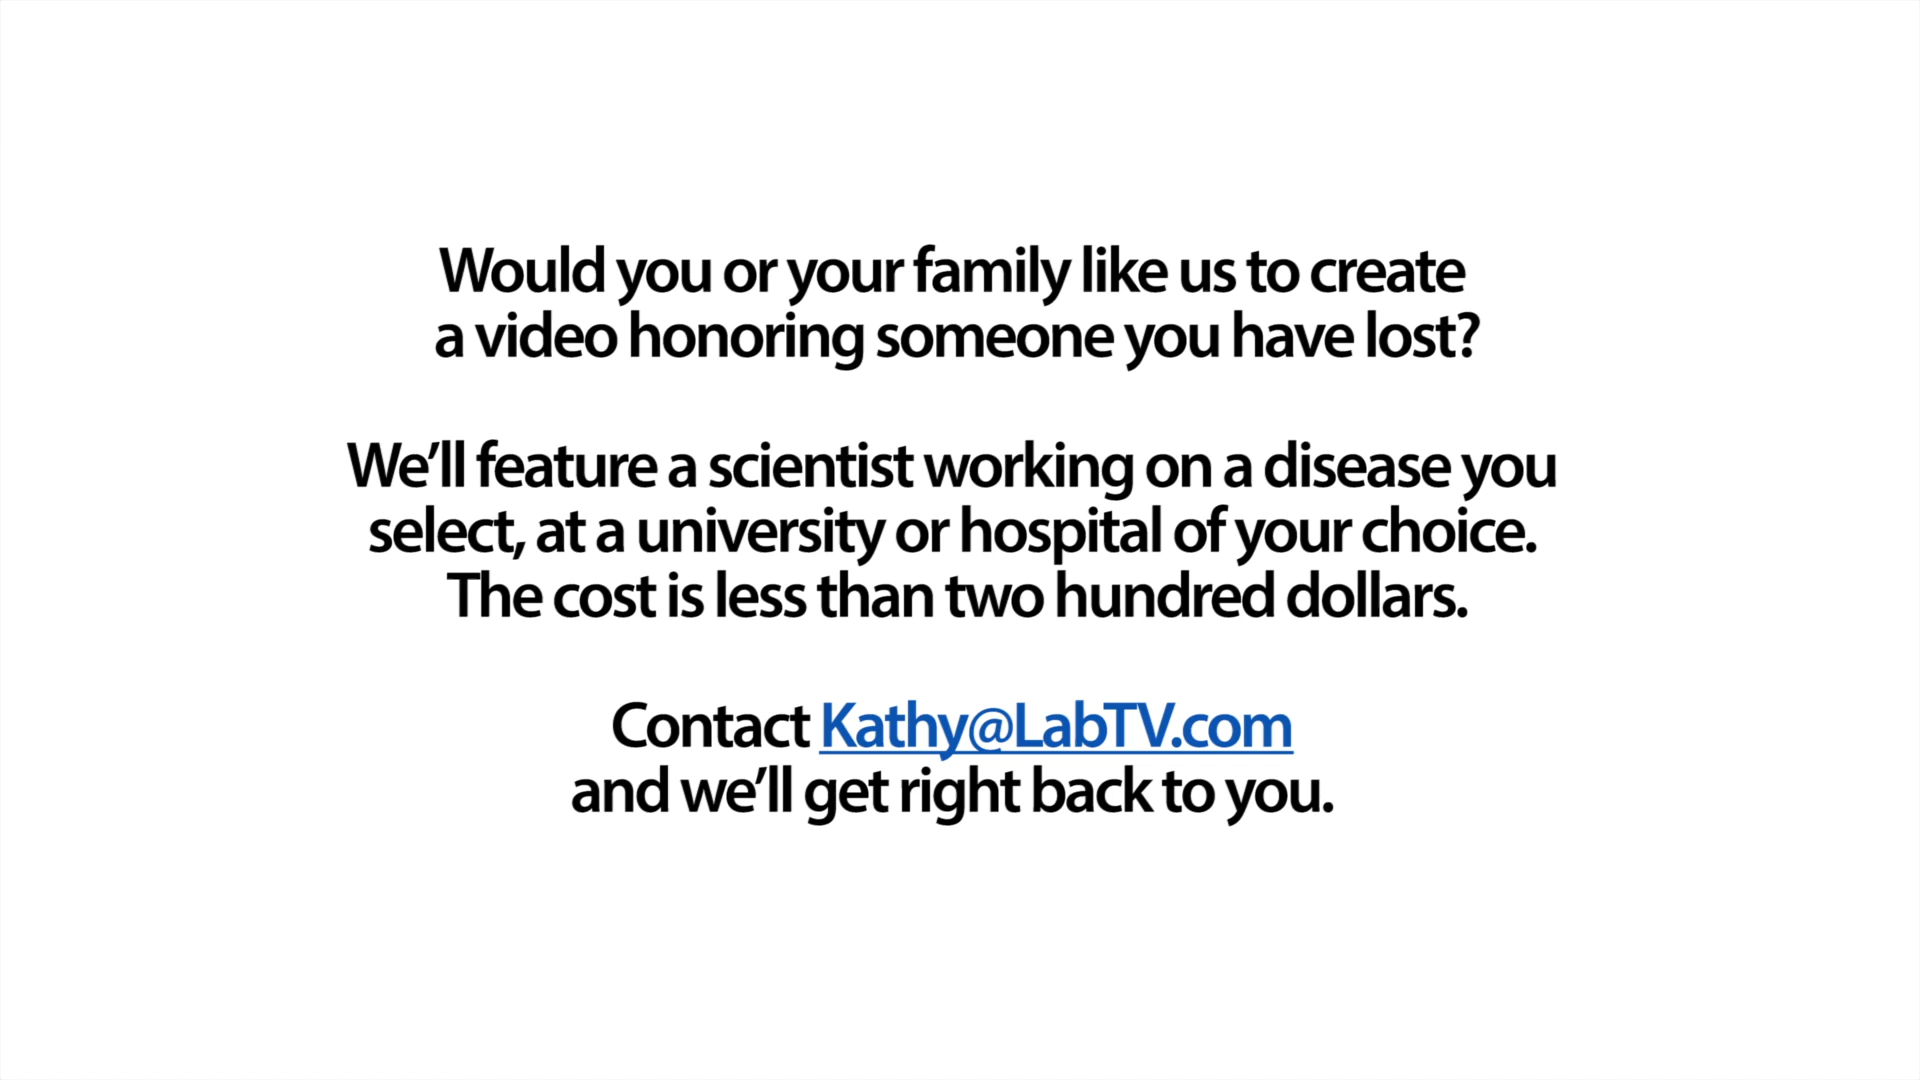 Would you or your family like us to create
a video honoring someone you have lost?
We’ll feature a scientist working on a disease you
select, at a university or hospital of your choice.
The cost is less than two hundred dollars.
Contact Kathy@LabTV.com
and we’ll get right back to you.